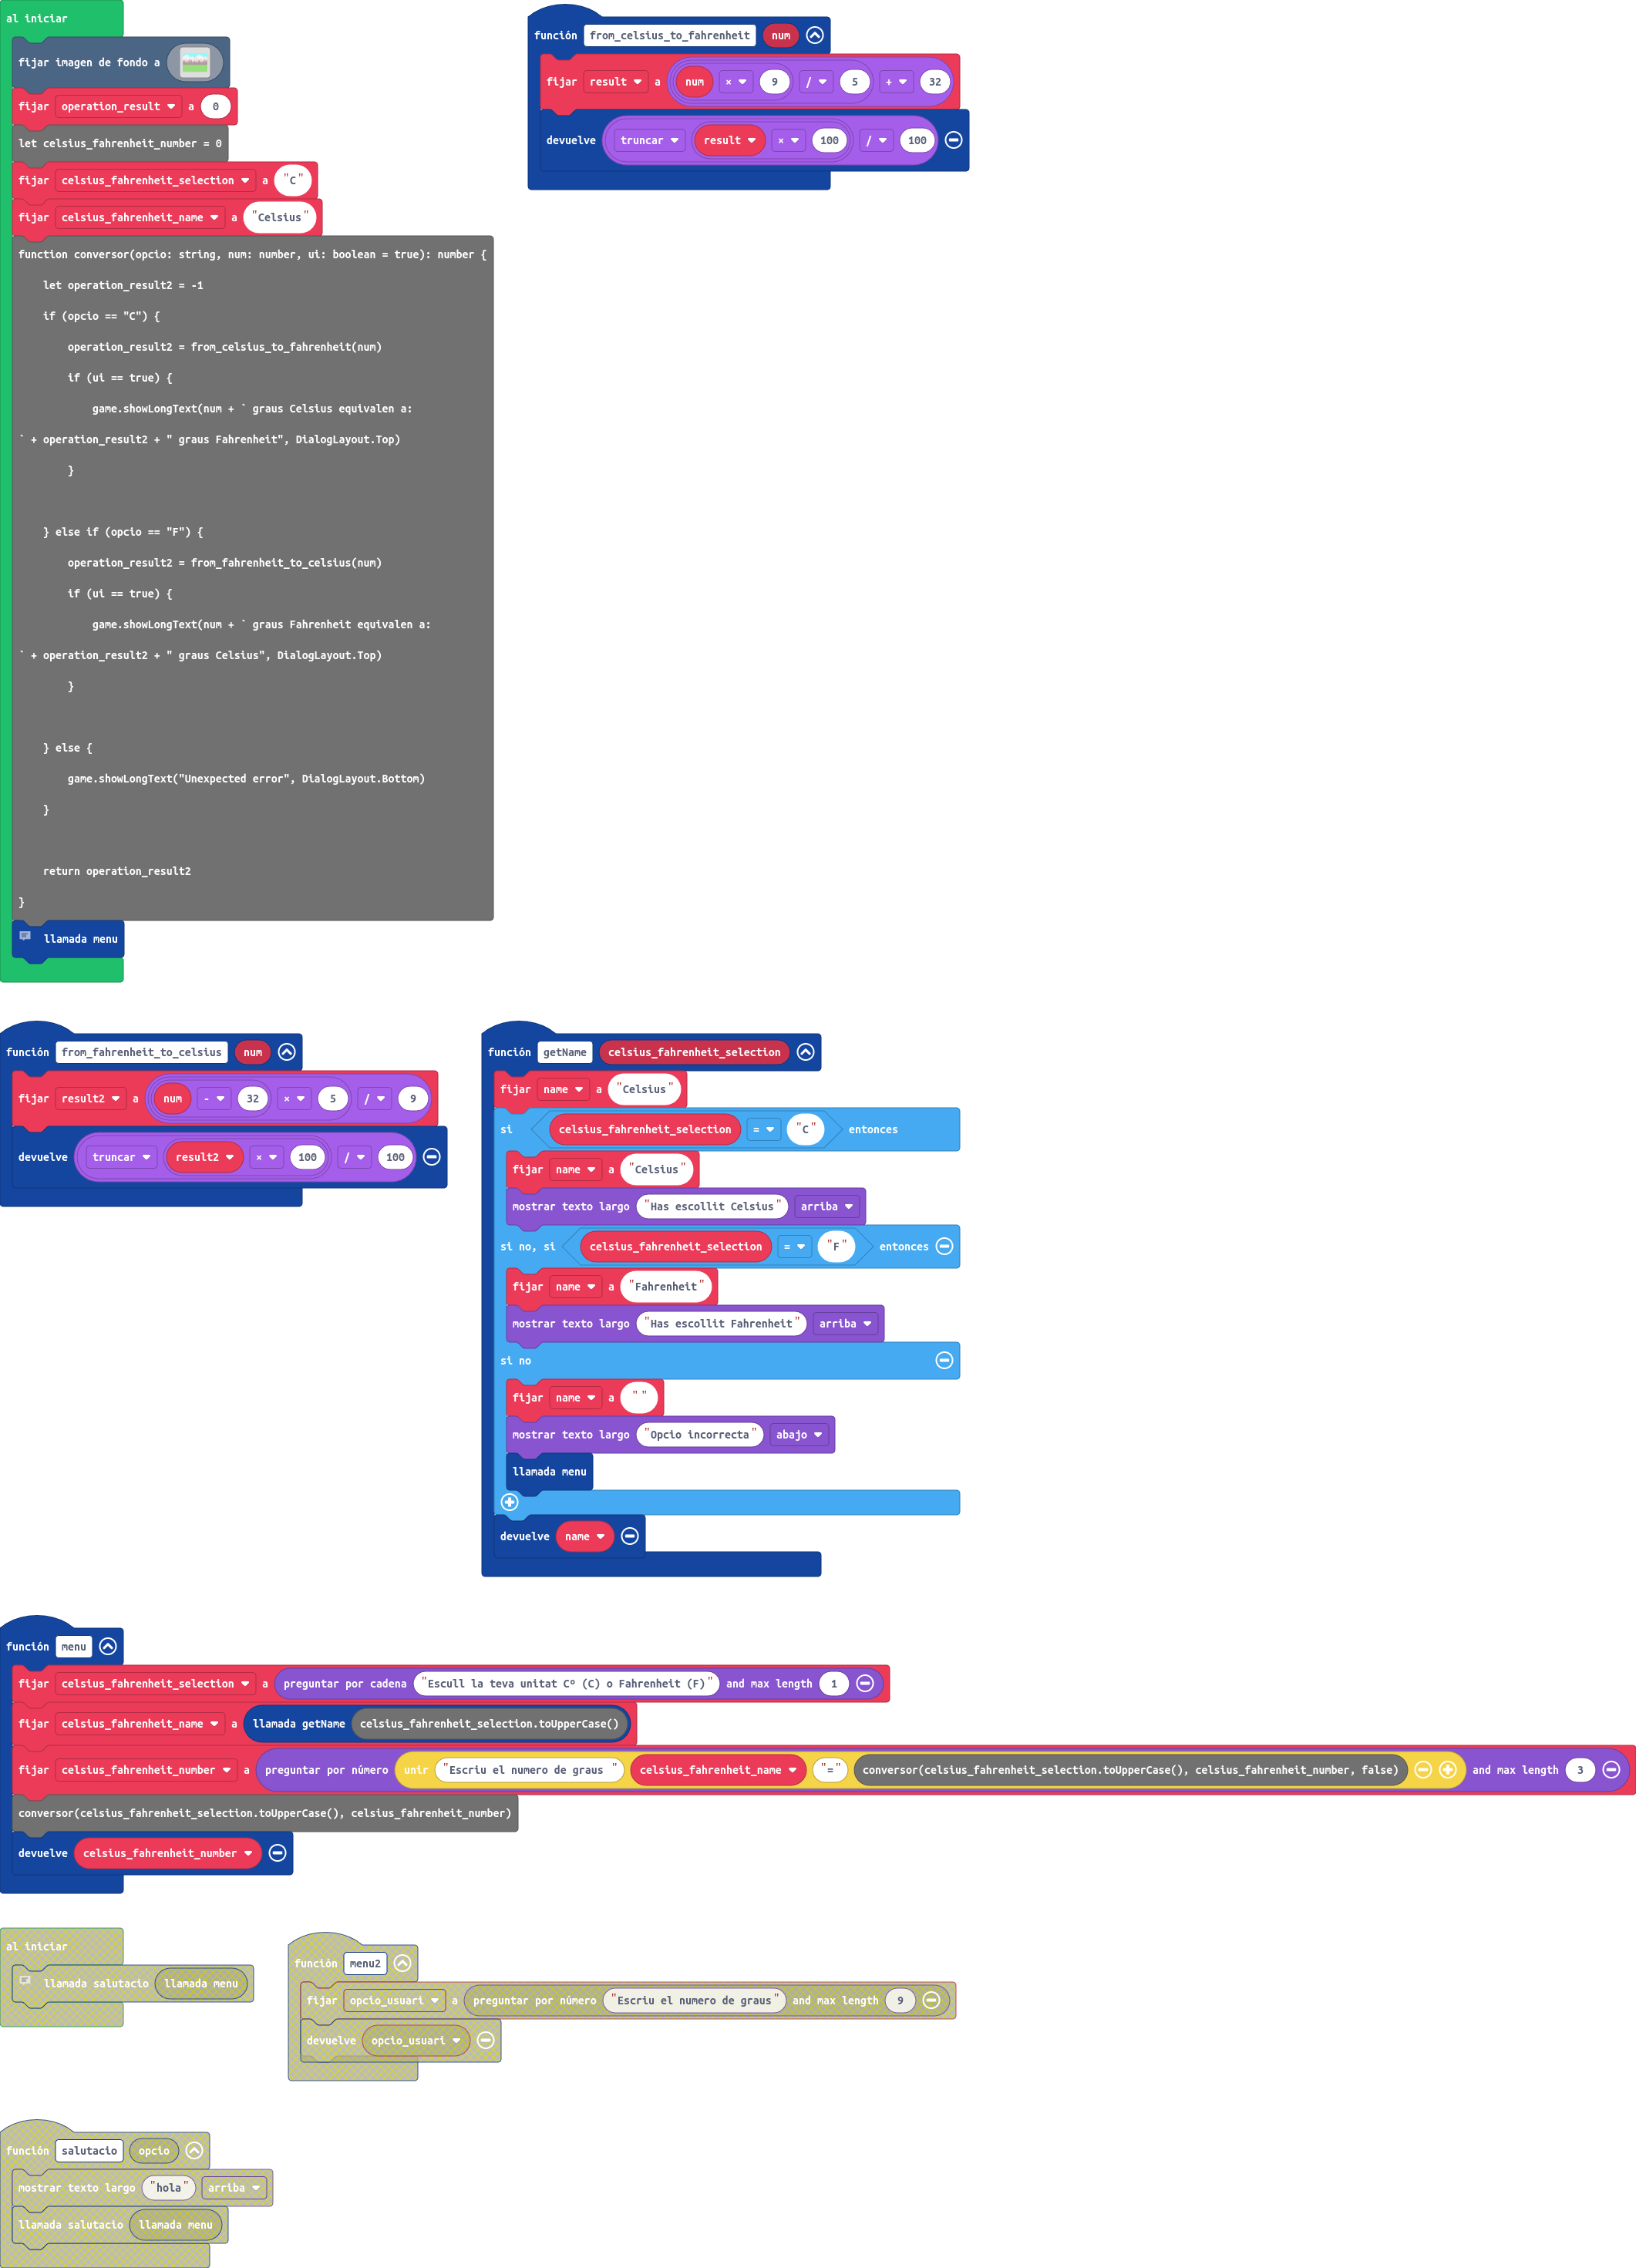 al iniciar
fijar imagen de fondo a
fijar operation_result a 0
let celsius_fahrenheit_number = 0
fijar celsius_fahrenheit_selection a "C"
fijar celsius_fahrenheit_name a "Celsius"
function conversor(opcio: string, num: number, ui: boolean = true): number {
let operation_result2 = -1
if (opcio == "C") {
operation_result2 = from_celsius_to_fahrenheit(num)
if (ui == true) {
game.showLongText(num + ` graus Celsius equivalen a:
` + operation_result2 + " graus Fahrenheit", DialogLayout.Top)
}
} else if (opcio == "F") {
operation_result2 = from_fahrenheit_to_celsius(num)
if (ui == true) {
game.showLongText(num + ` graus Fahrenheit equivalen a:
` + operation_result2 + " graus Celsius", DialogLayout.Top)
}
} else {
game.showLongText("Unexpected error", DialogLayout.Bottom)
}
return operation_result2
}
llamada menu
función from_celsius_to_fahrenheit num
fijar result a num × 9 / 5 + 32
devuelve truncar result × 100 / 100
función from_fahrenheit_to_celsius num
fijar result2 a num - 32 × 5 / 9
devuelve truncar result2 × 100 / 100
función getName celsius_fahrenheit_selection
fijar name a "Celsius"
si celsius_fahrenheit_selection = "C" entonces
fijar name a "Celsius"
mostrar texto largo "Has escollit Celsius" arriba
si no, si celsius_fahrenheit_selection = "F" entonces
fijar name a "Fahrenheit"
mostrar texto largo "Has escollit Fahrenheit" arriba
si no
fijar name a " "
mostrar texto largo "Opcio incorrecta" abajo
llamada menu
devuelve name
función menu
fijar celsius_fahrenheit_selection a preguntar por cadena "Escull la teva unitat Cº (C) o Fahrenheit (F)" and max length 1
fijar celsius_fahrenheit_name a llamada getName celsius_fahrenheit_selection.toUpperCase()
fijar celsius_fahrenheit_number a preguntar por número unir "Escriu el numero de graus " celsius_fahrenheit_name "=" conversor(celsius_fahrenheit_selection.toUpperCase(), celsius_fahrenheit_number, false) and max length 3
conversor(celsius_fahrenheit_selection.toUpperCase(), celsius_fahrenheit_number)
devuelve celsius_fahrenheit_number
al iniciar
llamada salutacio llamada menu
función menu2
fijar opcio_usuari a preguntar por número "Escriu el numero de graus" and max length 9
devuelve opcio_usuari
función salutacio opcio
mostrar texto largo "hola" arriba
llamada salutacio llamada menu